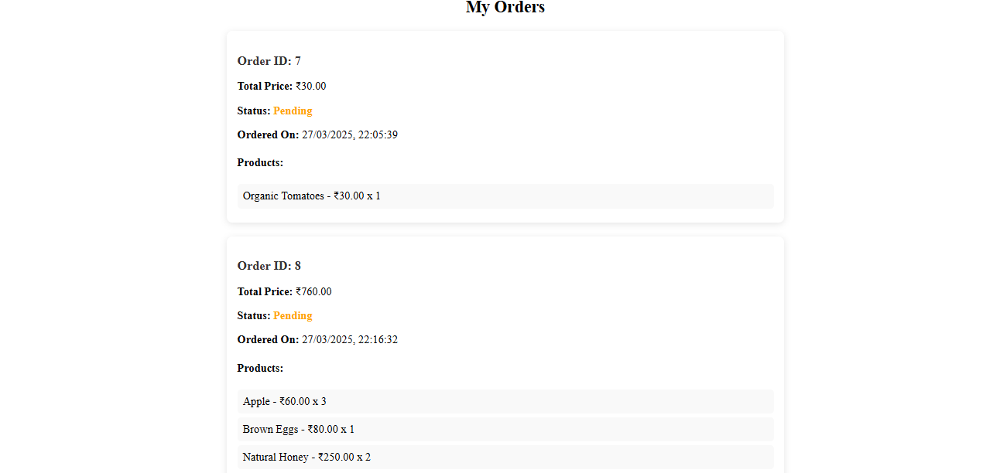 My Orders
Order ID: 7
Total Price: ₹30.00
Status: Pending
Ordered On: 27/03/2025, 22:05:39
Products:
Organic Tomatoes - ₹30.00 x 1
Order ID: 8
Total Price: ₹760.00
Status: Pending
Ordered On: 27/03/2025, 22:16:32
Products:
Apple - ₹60.00 x 3
Brown Eggs - ₹80.00 x 1
Natural Honey - ₹250.00 x 2